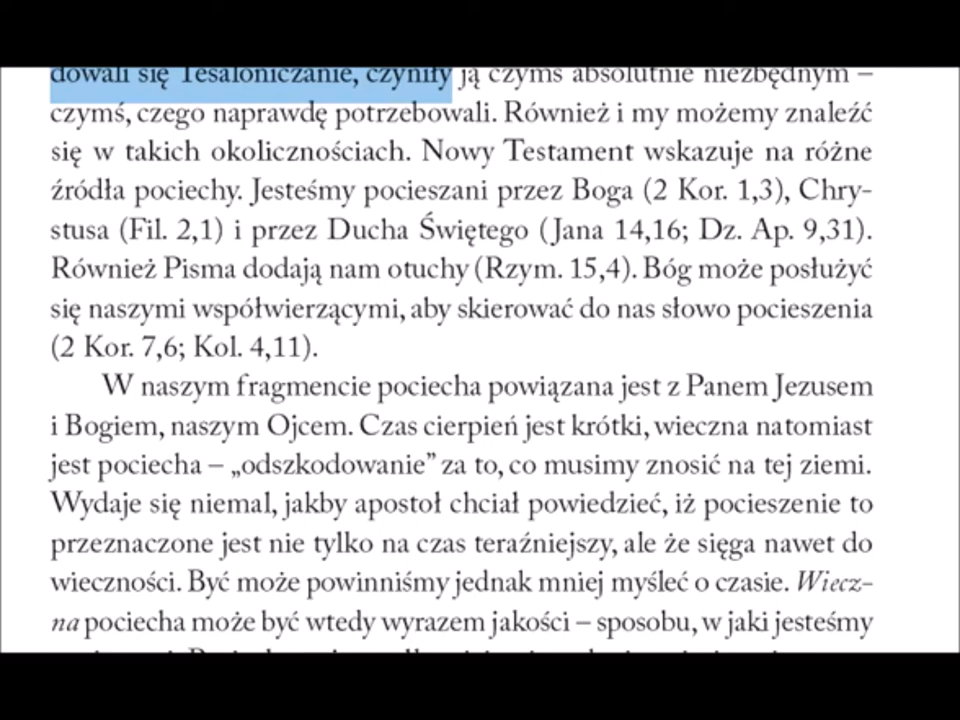 dowali się Tesaloniczanie, czyniły ją czymś absolutnie niezbędnym –
czymś, czego naprawdę potrzebowali. Również i my możemy znaleźć
się w takich okolicznościach. Nowy Testament wskazuje na różne
źródła pociechy. Jesteśmy pocieszani przez Boga (2 Kor. 1,3), Chry-
stusa (Fil. 2,1) i przez Ducha Świętego (Jana 14,16; Dz. Ap. 9,31).
Również Pisma dodają nam otuchy (Rzym. 15,4). Bóg może posłużyć
się naszymi współwierzącymi, aby skierować do nas słowo pocieszenia
(2 Kor. 7,6; Kol. 4,11).
W naszym fragmencie pociecha powiązana jest z Panem Jezusem
i Bogiem, naszym Ojcem. Czas cierpień jest krótki, wieczna natomiast
jest pociecha – „odszkodowanie” za to, co musimy znosić na tej ziemi.
Wydaje się niemal, jakby apostoł chciał powiedzieć, iż pocieszenie to
przeznaczone jest nie tylko na czas teraźniejszy, ale że sięga nawet do
wieczności. Być może powinniśmy jednak mniej myśleć o czasie. Wiecz-
na pociecha może być wtedy wyrazem jakości – sposobu, w jaki jesteśmy